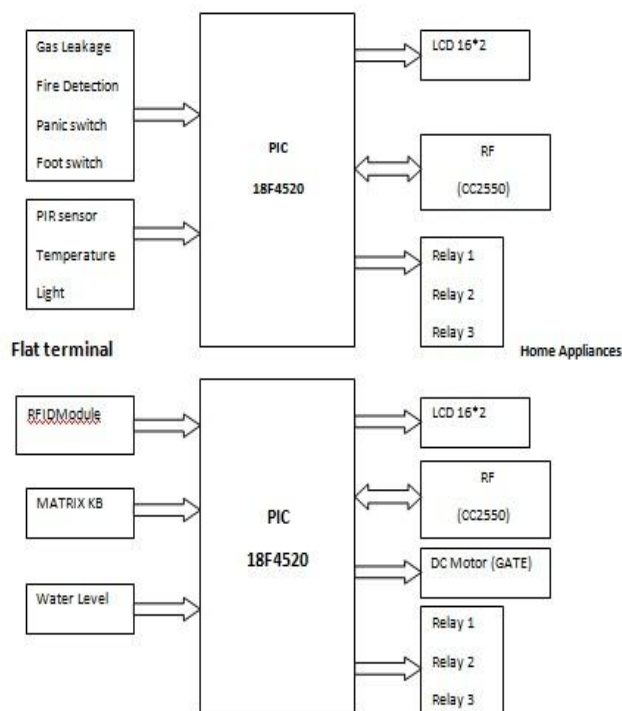 Gas Leakage
Fire Detection
Panic switch
Foot switch
PIR sensor
Temperature
Light
PIC
18F4520
LCD 16*2
RF
(CC2550)
Relay 1
Relay 2
Relay 3
Flat terminal
Home Appliances
RFIDModule
MATRIX KB
Water Level
PIC
18F4520
LCD 16*2
RF
(CC2550)
DC Motor (GATE)
Relay 1
Relay 2
Relay 3